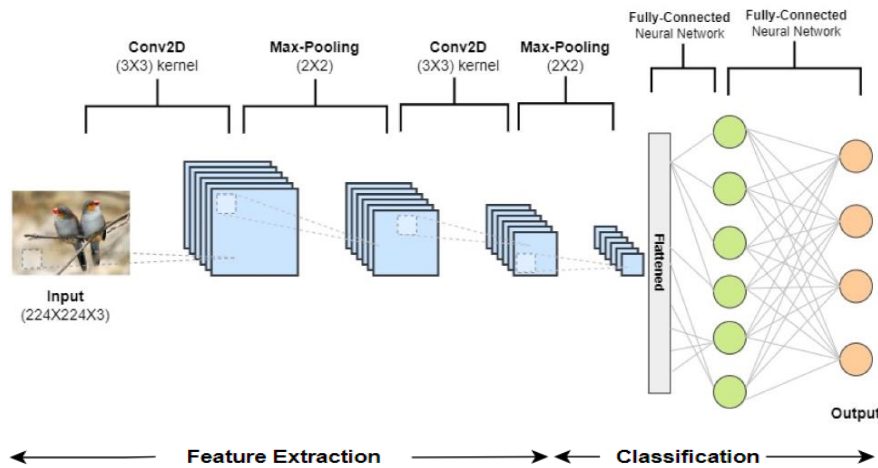 Fully-Connected
Neural Network
Fully-Connected
Neural Network
Conv2D
(3X3) kernel
Max-Pooling
(2X2)
Conv2D
(3X3) kernel
Max-Pooling
(2X2)
Input
(224X224X3)
Flattened
Output
Feature Extraction
Classification